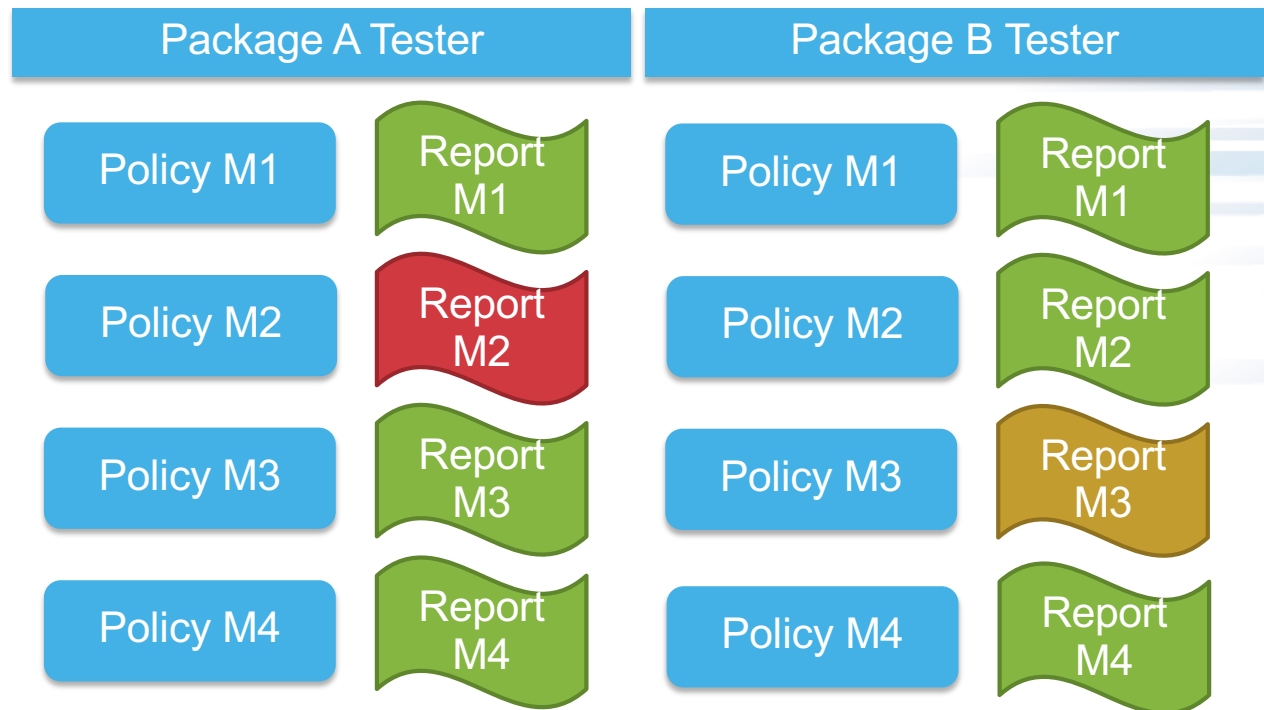 Package A Tester
Package B Tester
Policy M1
Report
M1
Policy M1
Report
M1
Policy M2
Report
M2
Policy M2
Report
M2
Policy M3
Report
M3
Policy M3
Report
M3
Policy M4
Report
M4
Policy M4
Report
M4